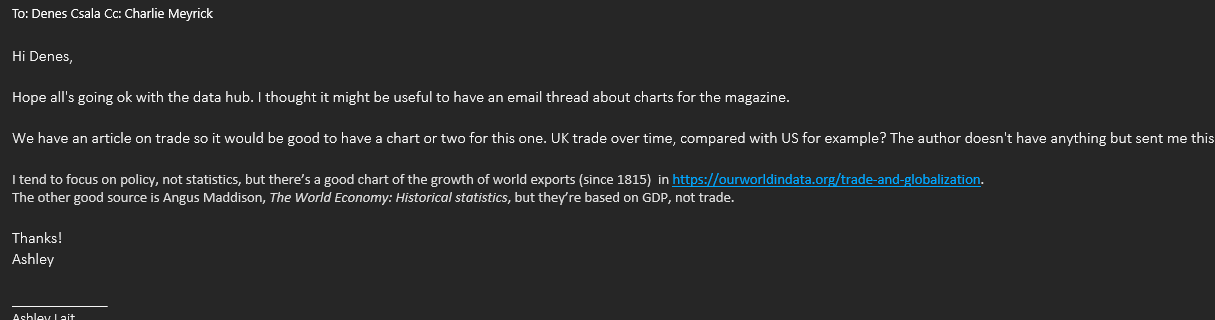 To: Denes Csala Cc: Charlie Meyrick
Hi Denes,
Hope all's going ok with the data hub. I thought it might be useful to have an email thread about charts for the magazine.
We have an article on trade so it would be good to have a chart or two for this one. UK trade over time, compared with US for example? The author doesn't have anything but sent me this
I tend to focus on policy, not statistics, but there’s a good chart of the growth of world exports (since 1815)  in https://ourworldindata.org/trade-and-globalization.
The other good source is Angus Maddison, The World Economy: Historical statistics, but they’re based on GDP, not trade.
Thanks!
Ashley
Ashley Lait